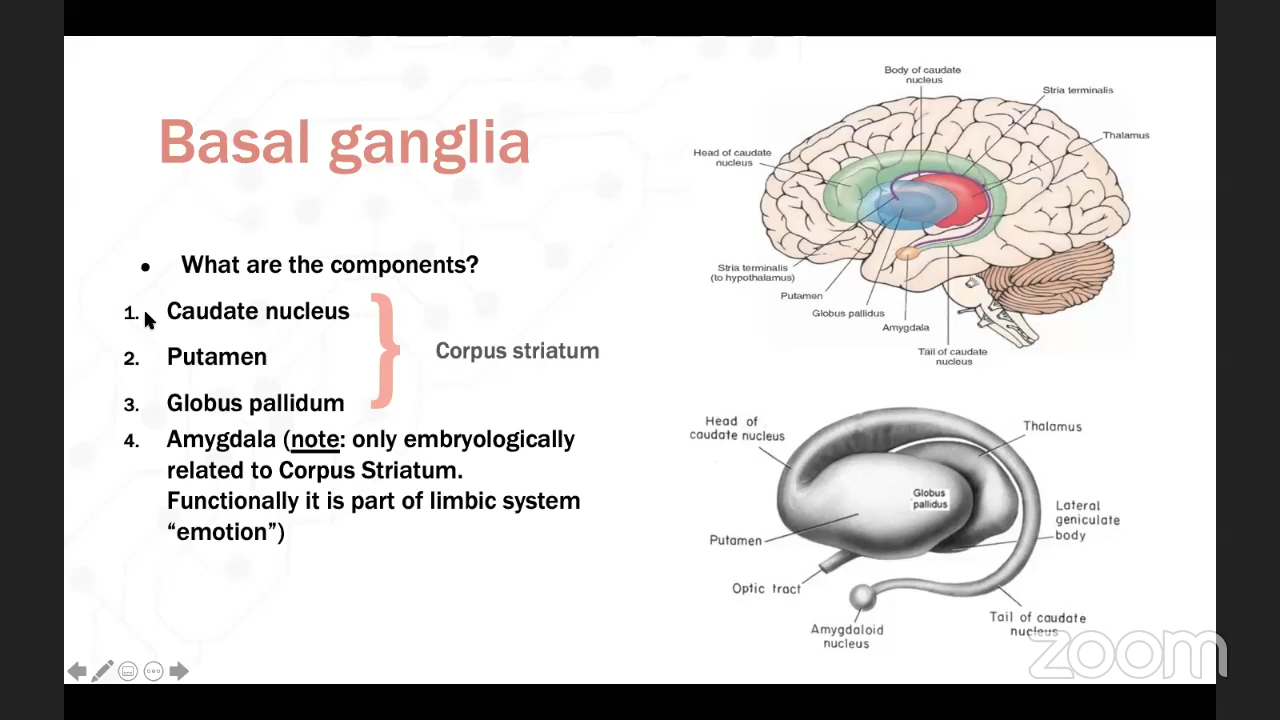 Basal ganglia
• What are the components?
1. Caudate nucleus
2. Putamen
3. Globus pallidum
Corpus striatum
4. Amygdala (note: only embryologically
related to Corpus Striatum.
Functionally it is part of limbic system
“emotion”)
Body of caudate
nucleus
Stria terminalis
Thalamus
Head of caudate
nucleus
Stria terminalis
(to hypothalamus)
Putamen
Globus pallidus
Amygdala
Tail of caudate
nucleus
Head of
caudate nucleus
Thalamus
Globus
pallidus
Lateral
geniculate
body
Putamen
Optic tract
Amygdaloid
nucleus
Tail of caudate
nucleus
zoom